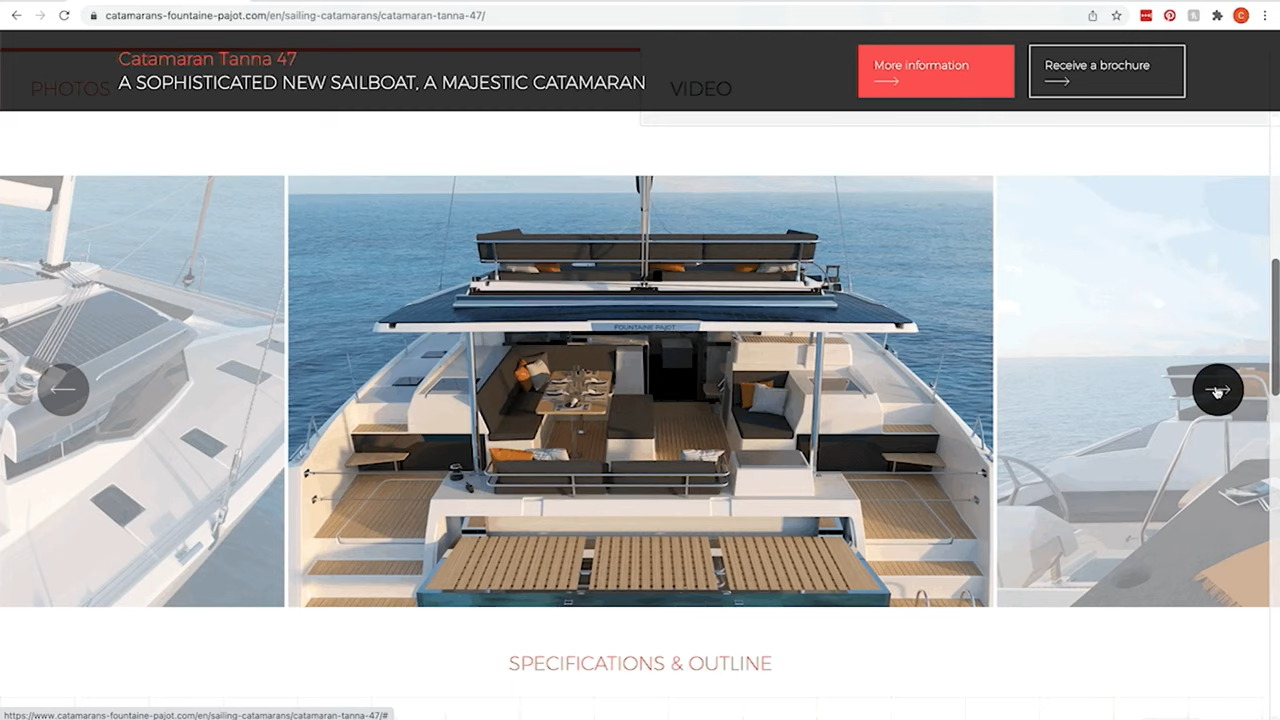 catamarans-fountaine-pajot.com/en/sailing-catamarans/catamaran-tanna-47/
Catamaran Tanna 47
A SOPHISTICATED NEW SAILBOAT, A MAJESTIC CATAMARAN
More information
Receive a brochure
PHOTOS
VIDEO
FOUNTAINE PAJOT
SPECIFICATIONS & OUTLINE
https://www.catamarans-fountaine-pajot.com/en/sailing-catamarans/catamaran-tanna-47/#